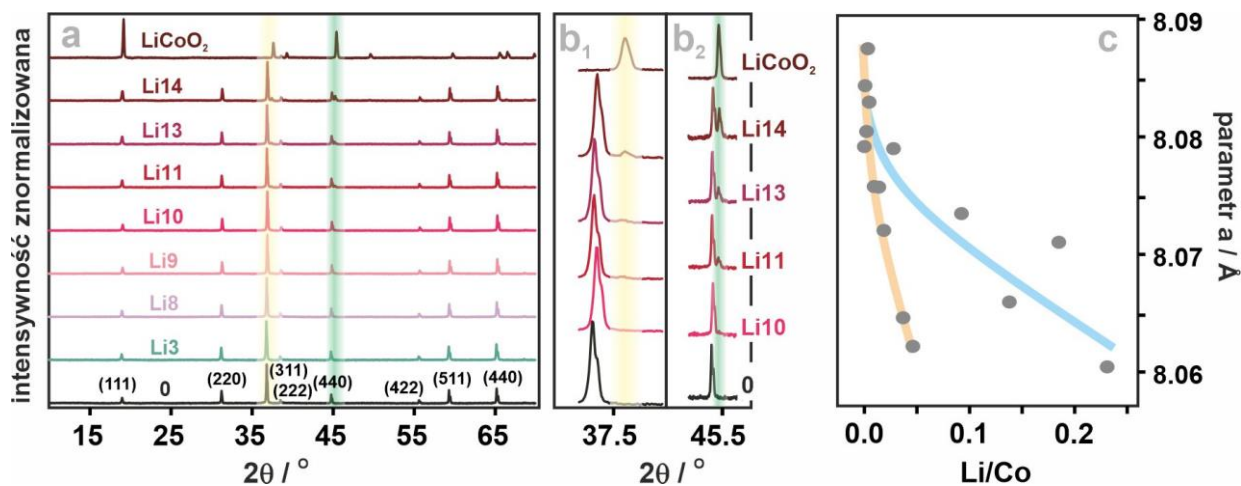 intensywność znormalizowana
a
LiCoO₂
Li14
Li13
Li11
Li10
Li9
Li8
Li3
0
(111)
(220)
(311)
(222)
(440)
(422)
(511)
(440)
15 25 35 45 55 65
2θ / °
b₁
b₂
LiCoO₂
Li14
Li13
Li11
Li10
0
37.5
45.5
2θ / °
c
8.09
8.08
8.07
8.06
parametr a / Å
0.0 0.1 0.2
Li/Co